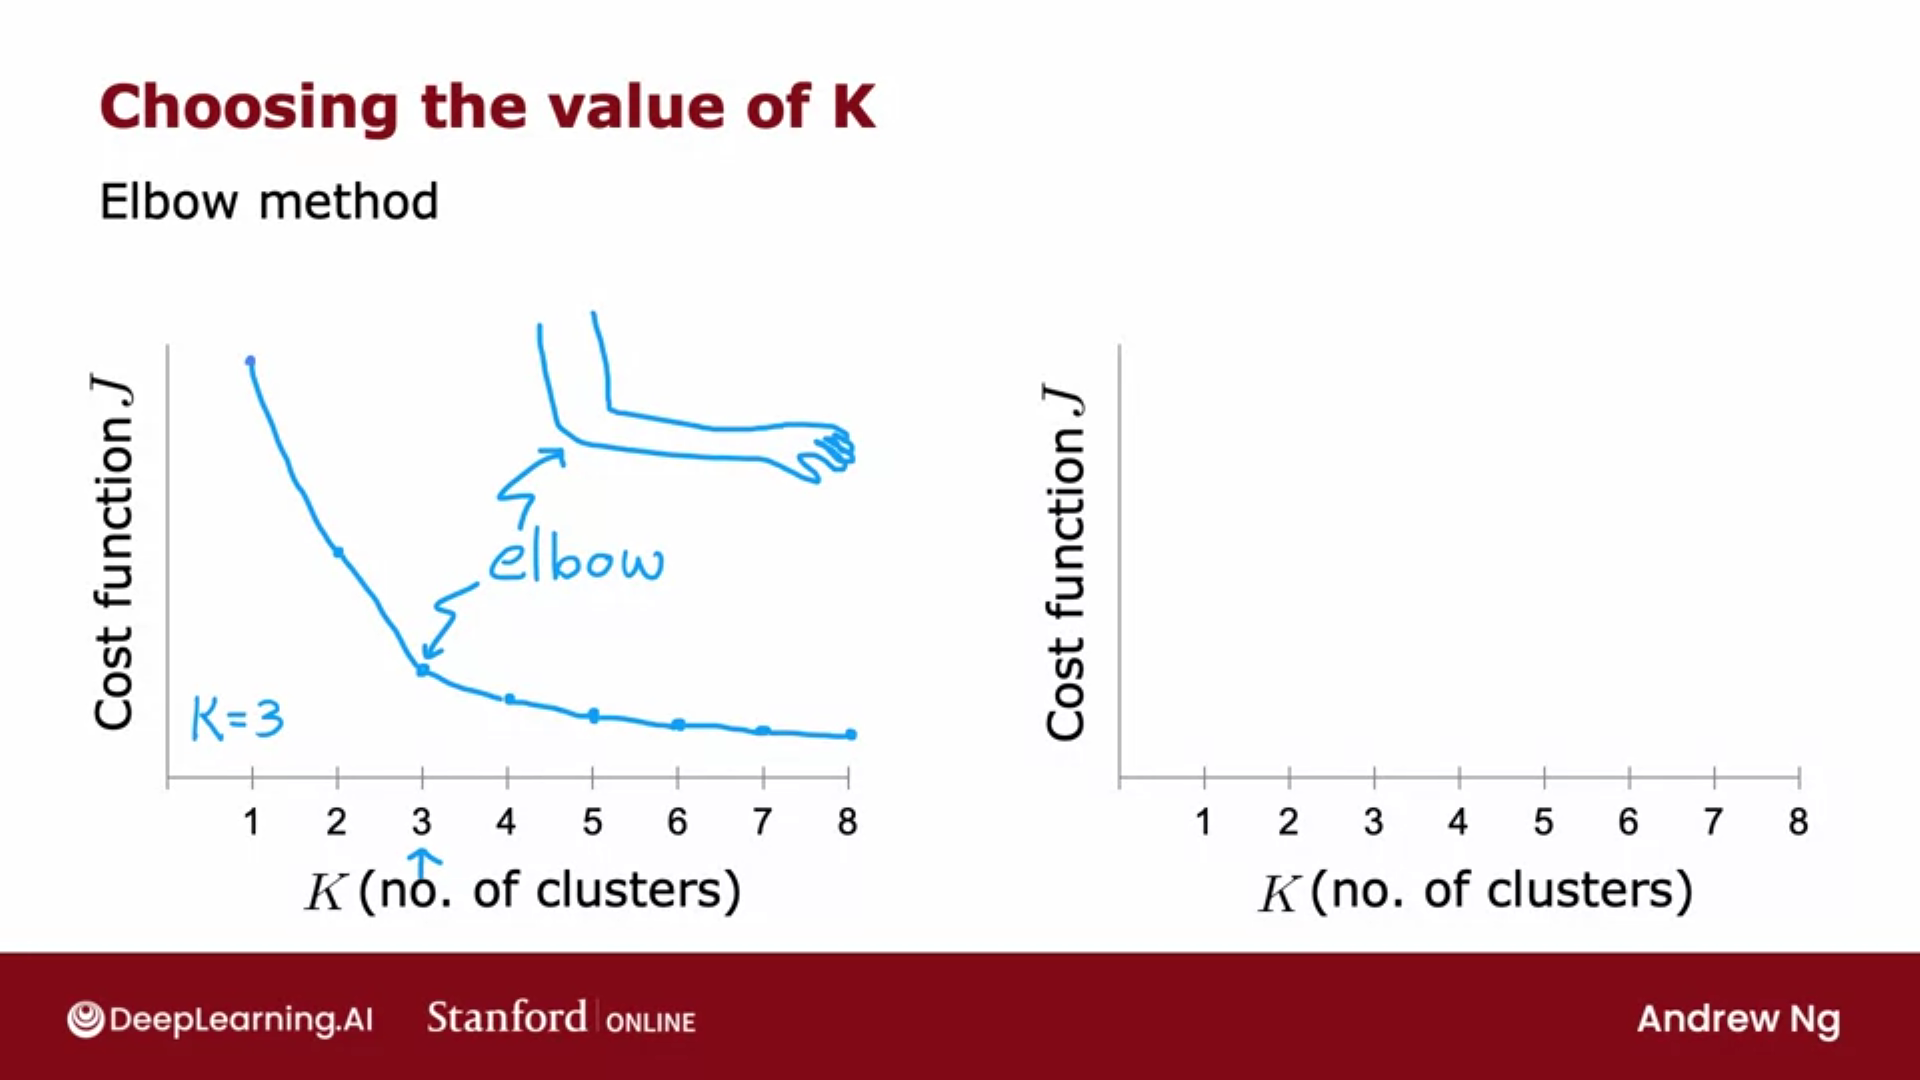 Choosing the value of K
Elbow method
Cost function J
elbow
K=3
1 2 3 4 5 6 7 8
K (no. of clusters)
Cost function J
1 2 3 4 5 6 7 8
K (no. of clusters)
DeepLearning.AI
Stanford ONLINE
Andrew Ng